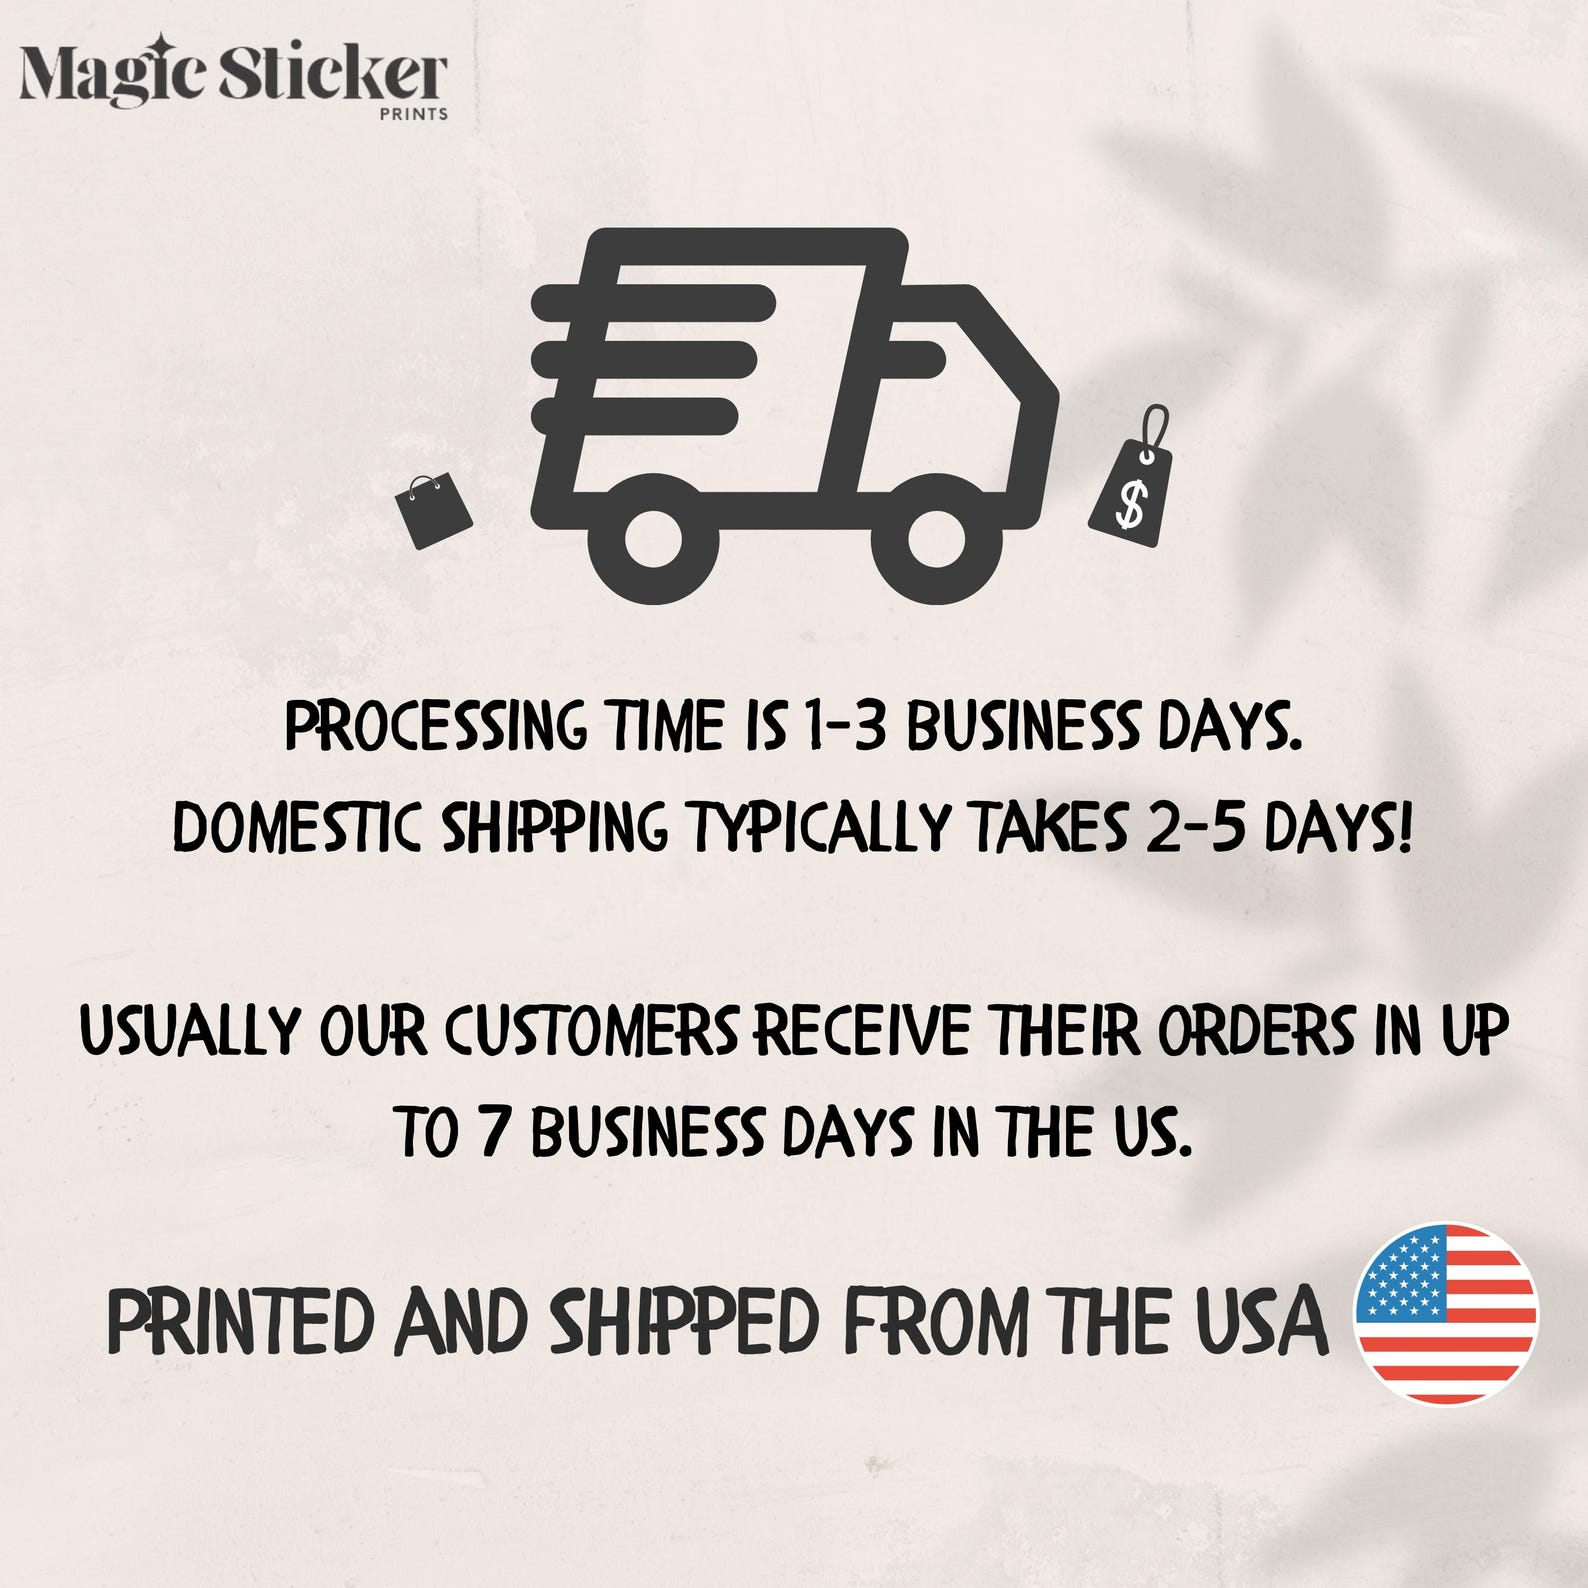 Magic Sticker
PRINTS
$
PROCESSING TIME IS 1-3 BUSINESS DAYS.
DOMESTIC SHIPPING TYPICALLY TAKES 2-5 DAYS!
USUALLY OUR CUSTOMERS RECEIVE THEIR ORDERS IN UP
TO 7 BUSINESS DAYS IN THE US.
PRINTED AND SHIPPED FROM THE USA